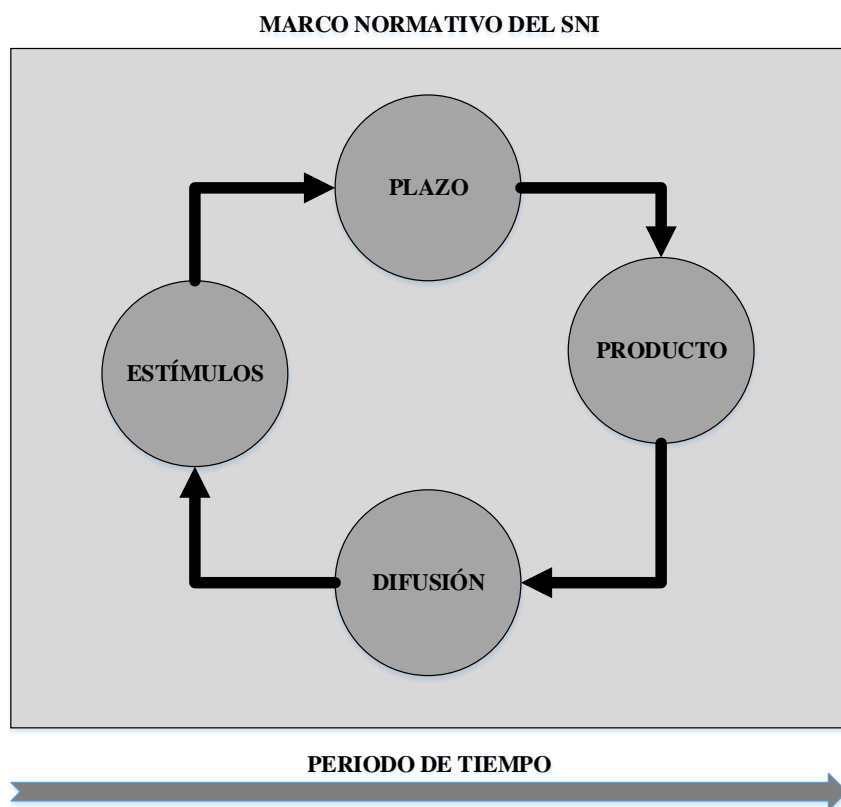 MARCO NORMATIVO DEL SNI
PLAZO
PRODUCTO
ESTÍMULOS
DIFUSIÓN
PERIODO DE TIEMPO